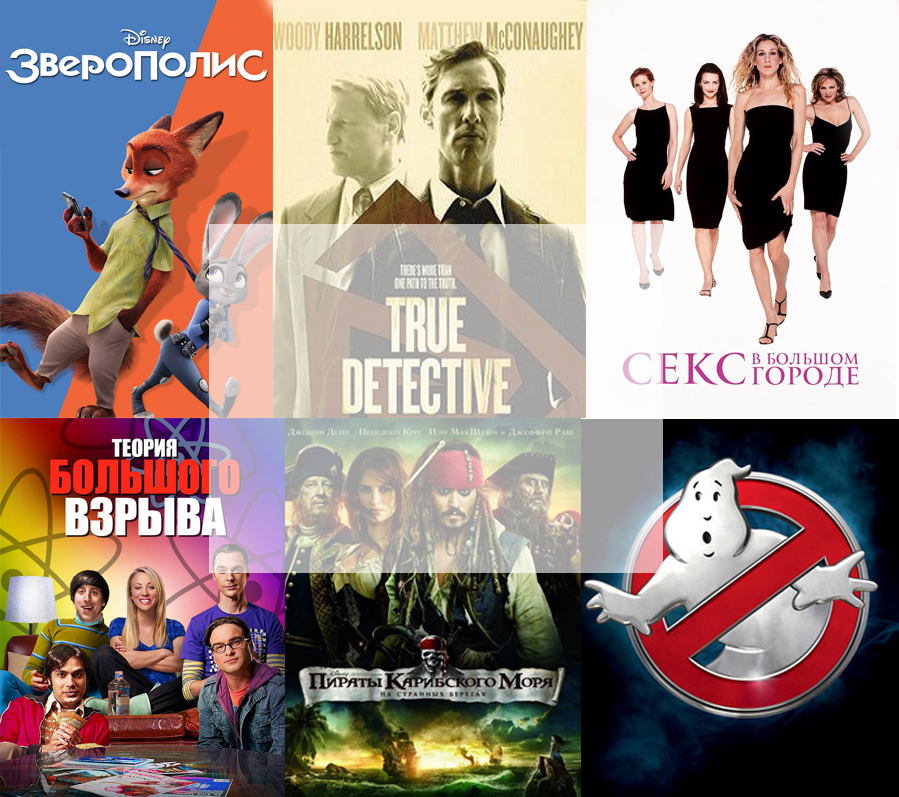 Disney
Зверополис
WOODY HARRELSON MATTHEW McCONAUGHEY
THERE'S MORE THAN
ONE PATH TO THE TRUTH.
TRUE
DETECTIVE
СЕКС В БОЛЬШОМ
ГОРОДЕ
ТЕОРИЯ
БОЛЬШОГО
ВЗРЫВА
Джонни Депп · Пенелопа Крус Иэн МакШейн и Джеффри Раш
Пираты Карибского Моря
НА СТРАННЫХ БЕРЕГАХ